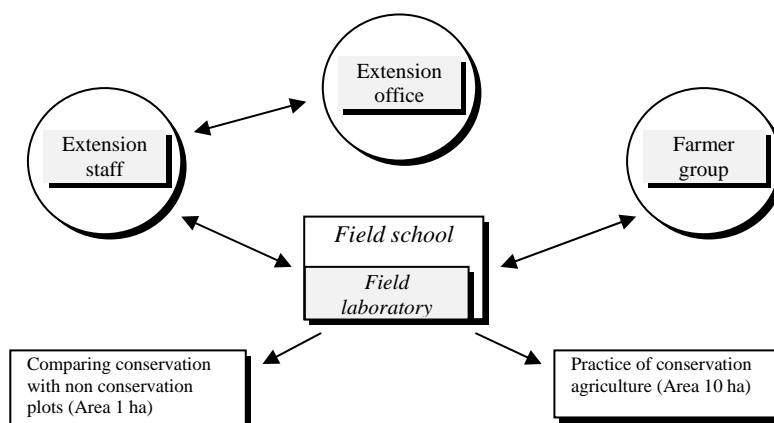 Extension
office
Extension
staff
Farmer
group
Field school
Field
laboratory
Comparing conservation
with non conservation
plots (Area 1 ha)
Practice of conservation
agriculture (Area 10 ha)